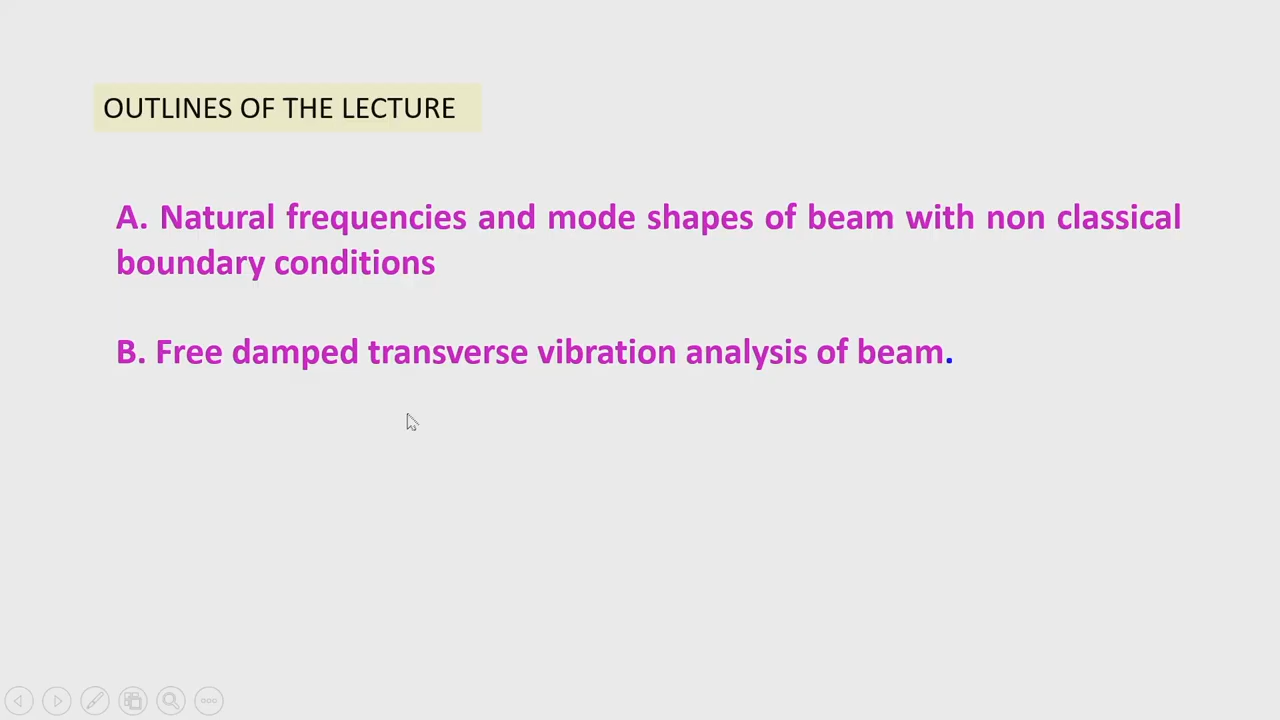 OUTLINES OF THE LECTURE
A. Natural frequencies and mode shapes of beam with non classical
boundary conditions
B. Free damped transverse vibration analysis of beam.